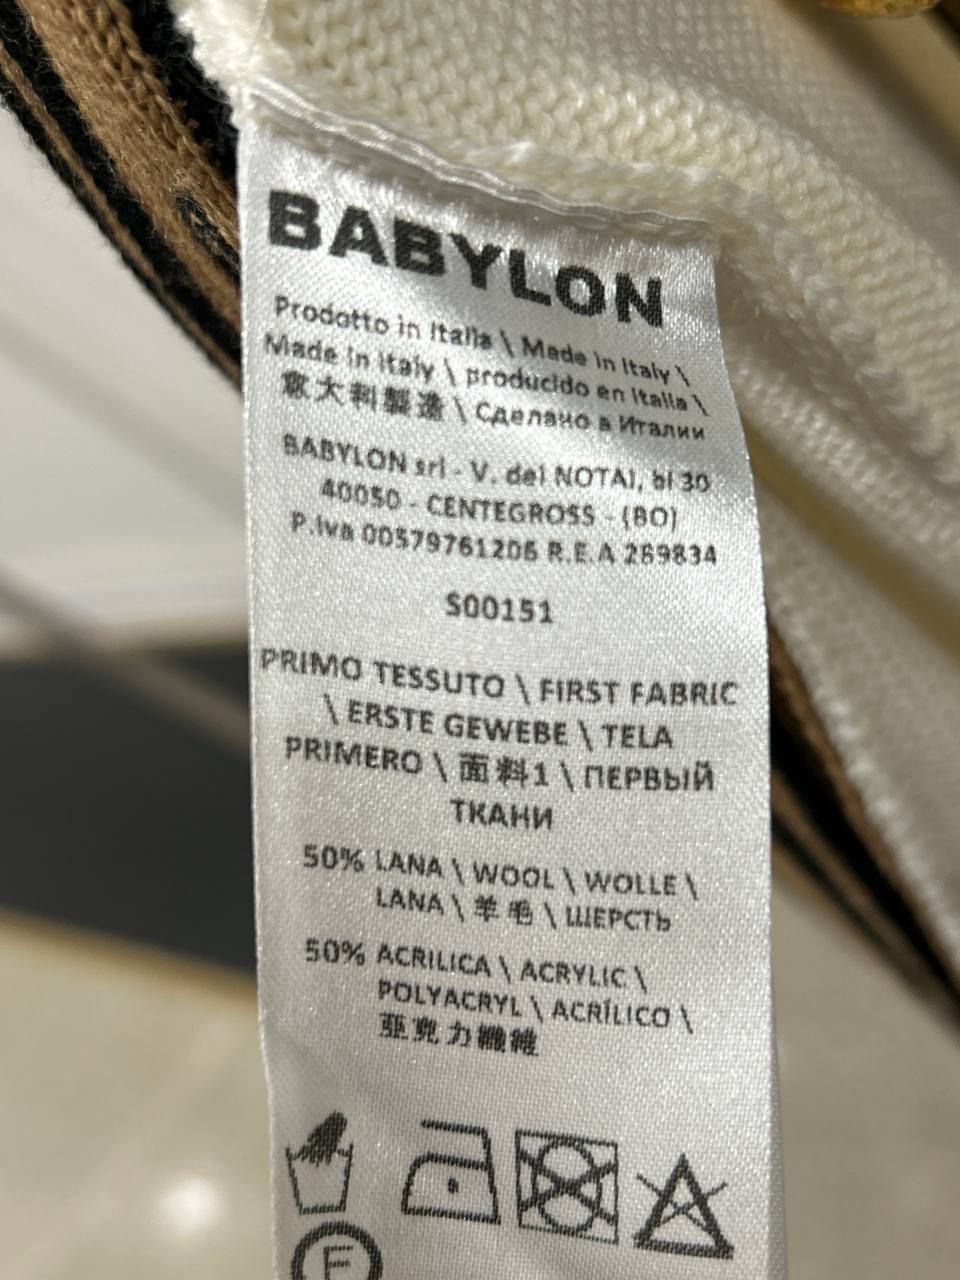 BABYLON
Prodotto in Italia \ Made in Italy \
Made in Italy \ producido en Italia \
意大利製造 \ Сделано в Италии
BABYLON srl - V. dei NOTAI, bl 30
40050 - CENTEGROSS - (BO)
P.Iva 00579761206 R.E.A 269834
S00151
PRIMO TESSUTO \ FIRST FABRIC
\ ERSTE GEWEBE \ TELA
PRIMERO \ 面料1 \ ПЕРВЫЙ
ТКАНИ
50% LANA \ WOOL \ WOLLE \
LANA \ 羊毛 \ ШЕРСТЬ
50% ACRILICA \ ACRYLIC \
POLYACRYL \ ACRÍLICO \
亞克力纖維
F